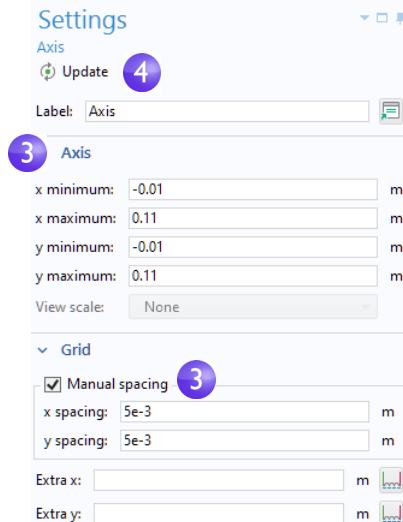 Settings
Axis
Update 4
Label: Axis
3 Axis
x minimum: -0.01 m
x maximum: 0.11 m
y minimum: -0.01 m
y maximum: 0.11 m
View scale: None
Grid
Manual spacing 3
x spacing: 5e-3 m
y spacing: 5e-3 m
Extra x: m
Extra y: m